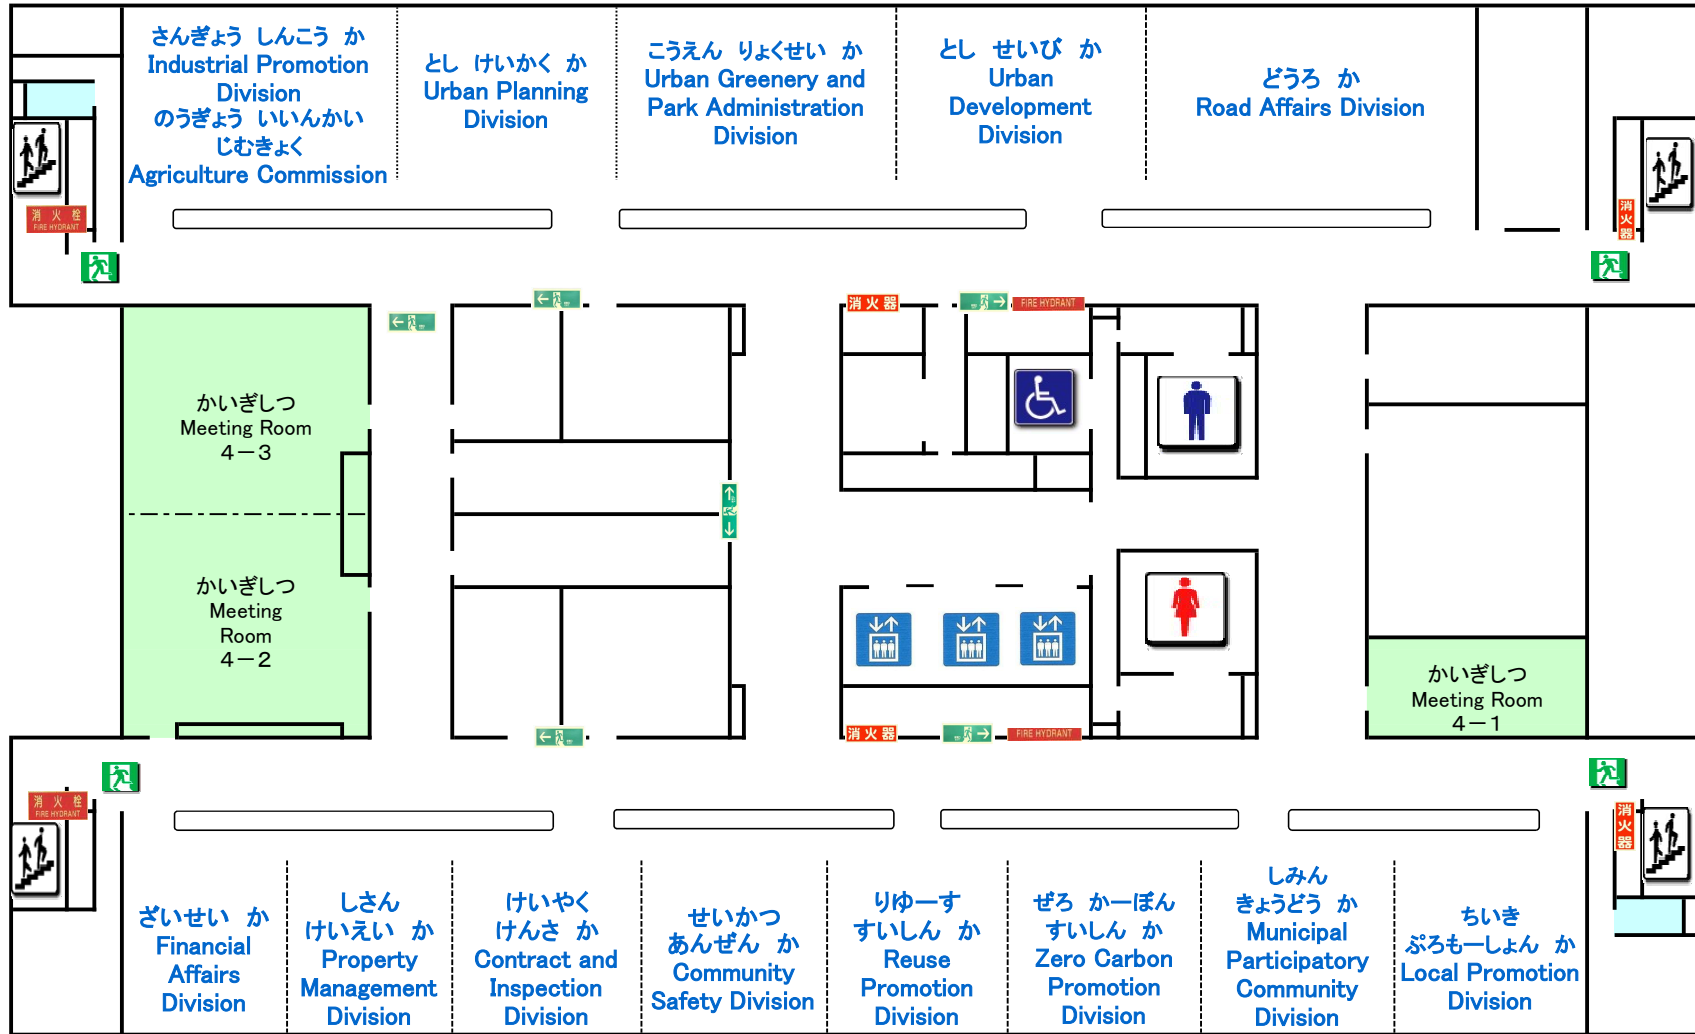 さんぎょう しんこう か
Industrial Promotion
Division
のうぎょう いいんかい
じむきょく
Agriculture Commission
とし けいかく か
Urban Planning
Division
こうえん りょくせい か
Urban Greenery and
Park Administration
Division
とし せいび か
Urban
Development
Division
どうろ か
Road Affairs Division
消火栓
FIRE HYDRANT
消火器
消火器
FIRE HYDRANT
かいぎしつ
Meeting Room
4－3
かいぎしつ
Meeting
Room
4－2
かいぎしつ
Meeting Room
4－1
消火器
FIRE HYDRANT
消火栓
FIRE HYDRANT
消火器
ざいせい か
Financial
Affairs
Division
しさん
けいえい か
Property
Management
Division
けいやく
けんさ か
Contract and
Inspection
Division
せいかつ
あんぜん か
Community
Safety Division
りゆーす
すいしん か
Reuse
Promotion
Division
ぜろ かーぼん
すいしん か
Zero Carbon
Promotion
Division
しみん
きょうどう か
Municipal
Participatory
Community
Division
ちいき
ぷろもーしょん か
Local Promotion
Division